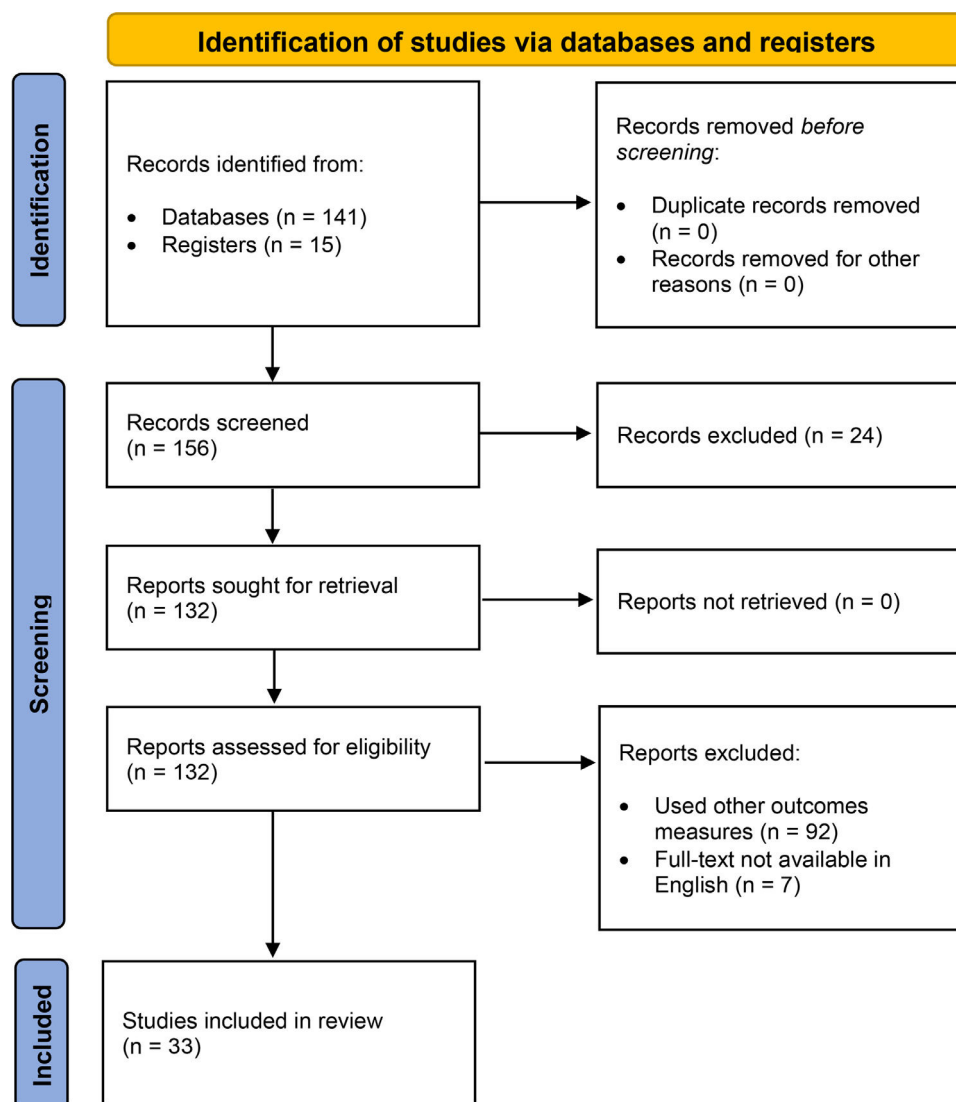 Identification of studies via databases and registers
Identification
Records identified from:
• Databases (n = 141)
• Registers (n = 15)
Records removed before
screening:
• Duplicate records removed
(n = 0)
• Records removed for other
reasons (n = 0)
Screening
Records screened
(n = 156)
Records excluded (n = 24)
Reports sought for retrieval
(n = 132)
Reports not retrieved (n = 0)
Reports assessed for eligibility
(n = 132)
Reports excluded:
• Used other outcomes
measures (n = 92)
• Full-text not available in
English (n = 7)
Included
Studies included in review
(n = 33)